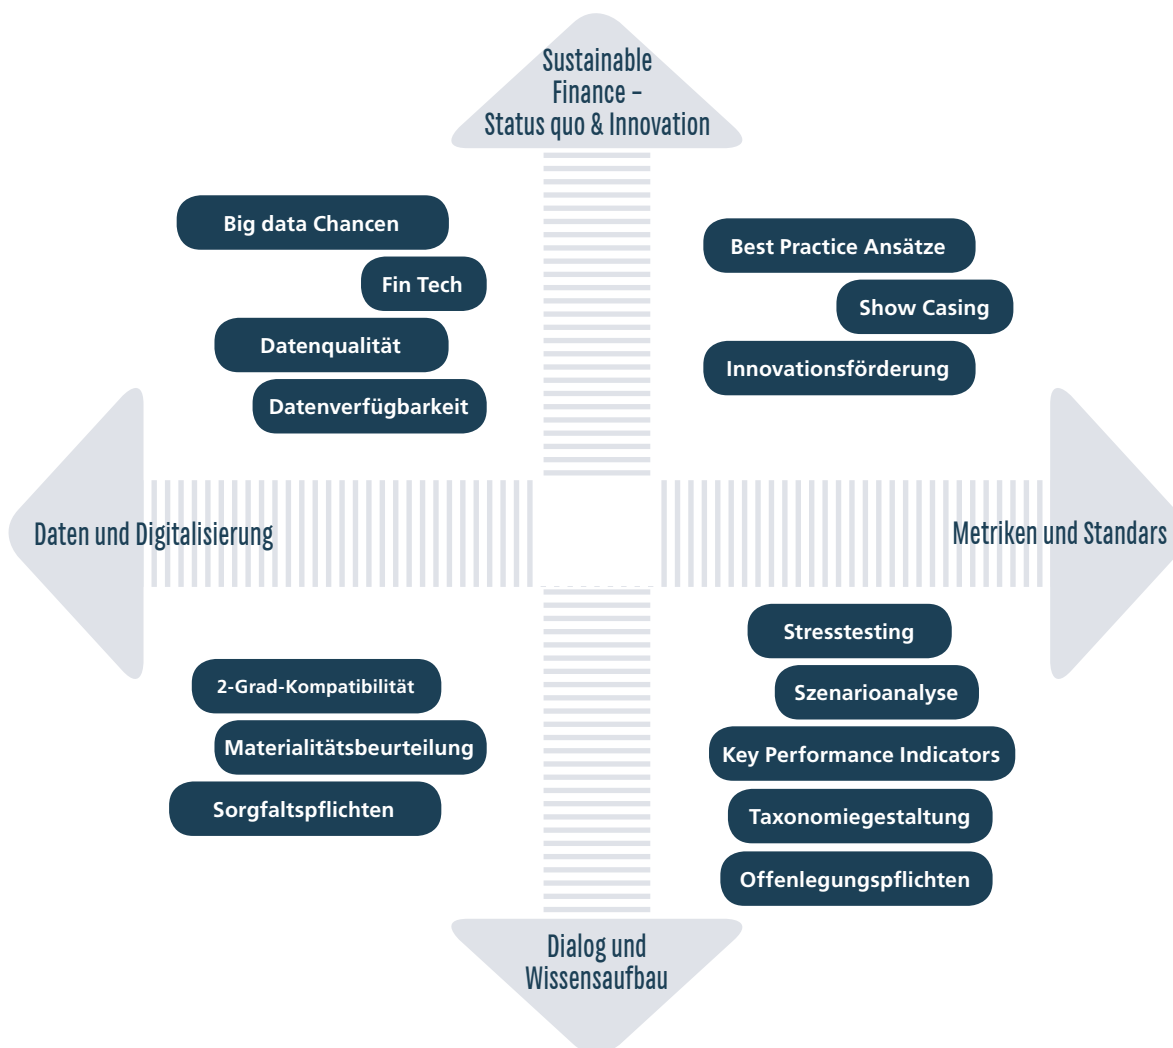 Sustainable
Finance –
Status quo & Innovation
Big data Chancen
Fin Tech
Datenqualität
Datenverfügbarkeit
Best Practice Ansätze
Show Casing
Innovationsförderung
Daten und Digitalisierung
Metriken und Standars
2-Grad-Kompatibilität
Materialitätsbeurteilung
Sorgfaltspflichten
Stresstesting
Szenarioanalyse
Key Performance Indicators
Taxonomiegestaltung
Offenlegungspflichten
Dialog und
Wissensaufbau